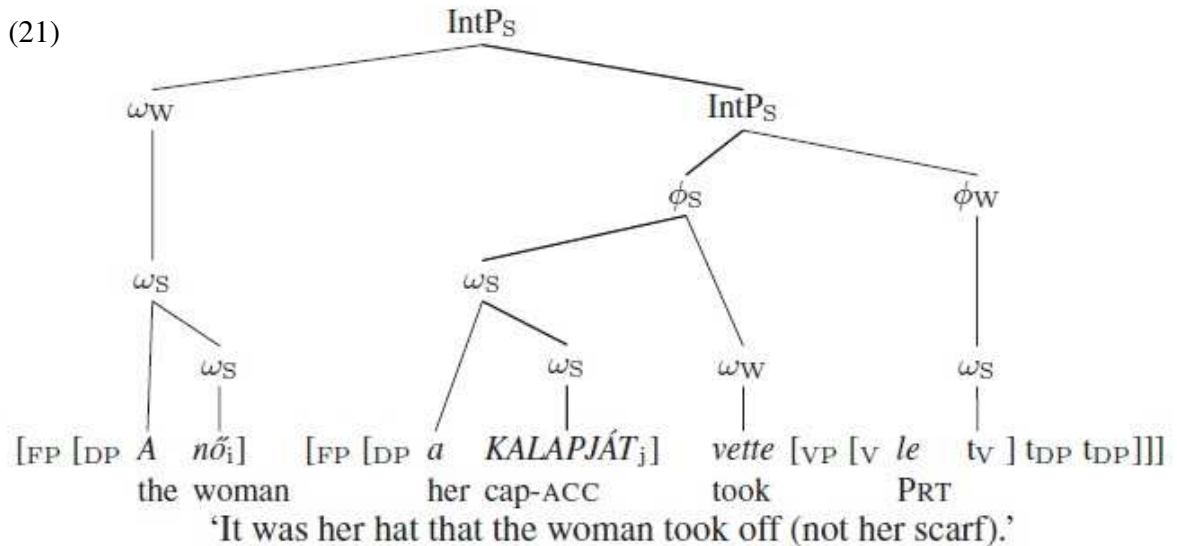 (21) IntP_S
ω_W IntP_S
ϕ_S ϕ_W
ω_S ω_S
ω_S ω_S ω_W ω_S
[FP [DP A nő_i] [FP [DP a KALAPJÁT_j] vette [VP [V le t_V ] t_DP t_DP]]]
the woman her cap-ACC took PRT
‘It was her hat that the woman took off (not her scarf).’